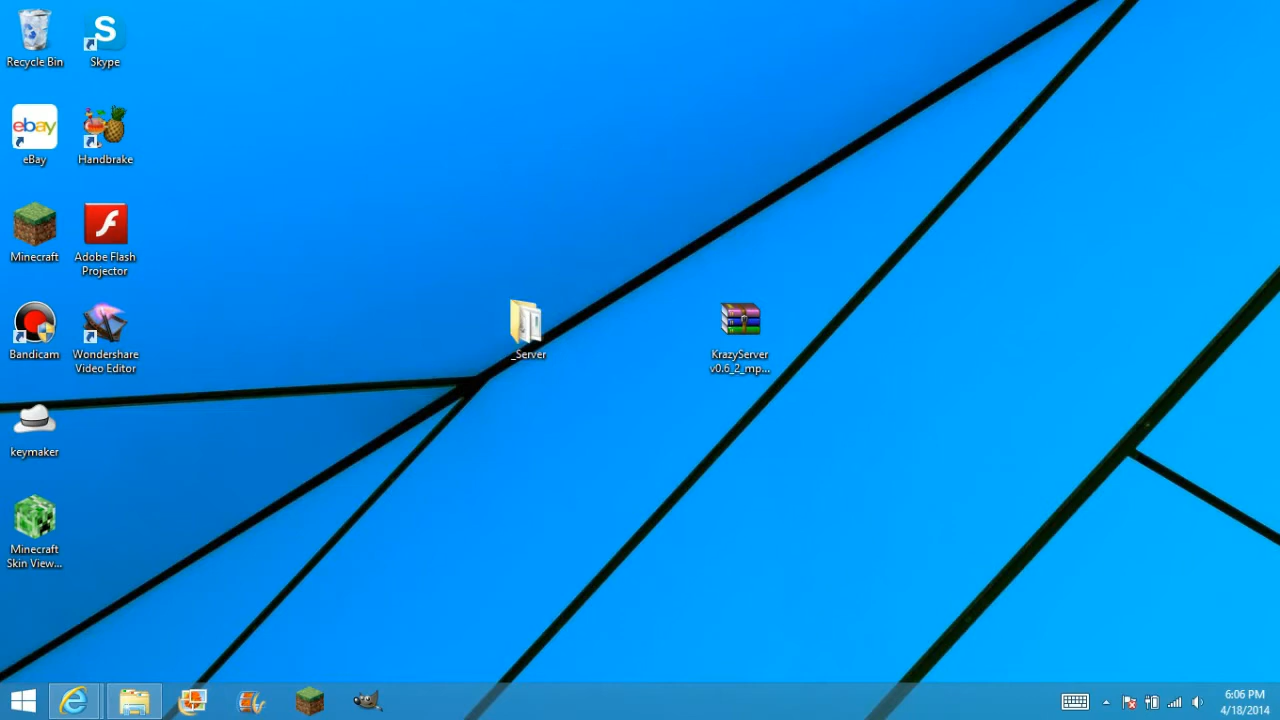 Recycle Bin
S
Skype
ebay
eBay
Handbrake
Minecraft
Adobe Flash
Projector
Bandicam
Wondershare
Video Editor
_Server
KrazyServer
v0.6_2_mp...
keymaker
Minecraft
Skin View...
6:06 PM
4/18/2014